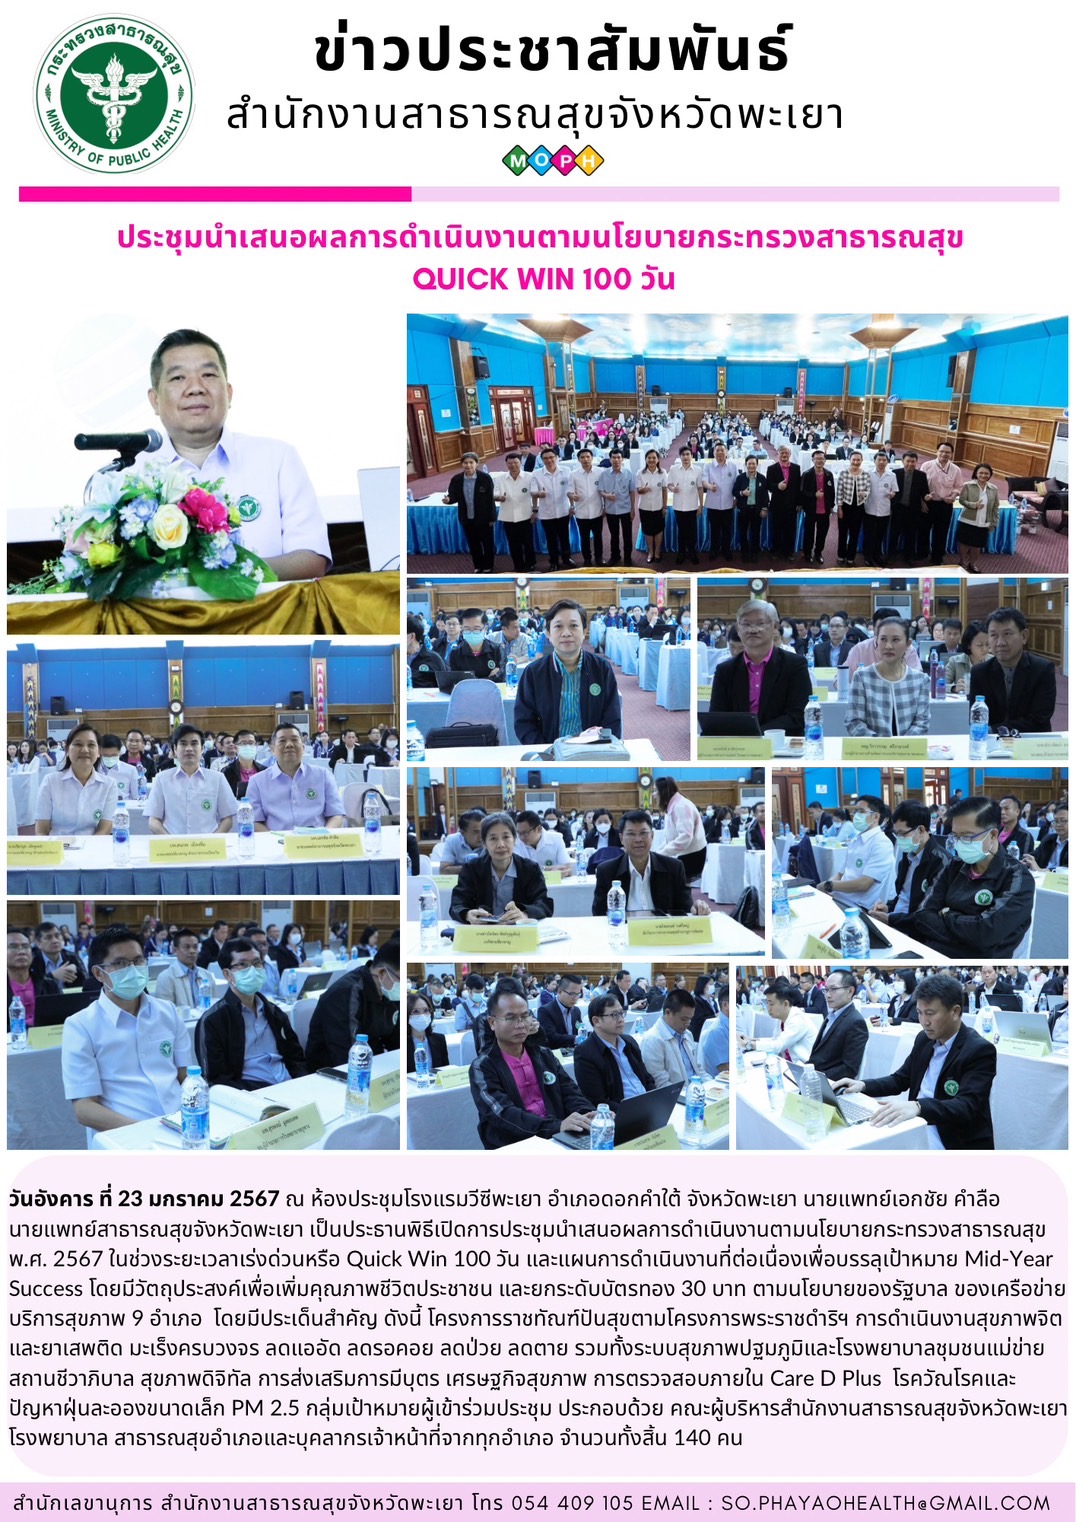 กระทรวงสาธารณสุข
MINISTRY OF PUBLIC HEALTH
ข่าวประชาสัมพันธ์
สำนักงานสาธารณสุขจังหวัดพะเยา
MOPH
ประชุมนำเสนอผลการดำเนินงานตามนโยบายกระทรวงสาธารณสุข
QUICK WIN 100 วัน
วันอังคาร ที่ 23 มกราคม 2567 ณ ห้องประชุมโรงแรมวีซีพะเยา อำเภอดอกคำใต้ จังหวัดพะเยา นายแพทย์เอกชัย คำลือ
นายแพทย์สาธารณสุขจังหวัดพะเยา เป็นประธานพิธีเปิดการประชุมนำเสนอผลการดำเนินงานตามนโยบายกระทรวงสาธารณสุข
พ.ศ. 2567 ในช่วงระยะเวลาเร่งด่วนหรือ Quick Win 100 วัน และแผนการดำเนินงานที่ต่อเนื่องเพื่อบรรลุเป้าหมาย Mid-Year
Success โดยมีวัตถุประสงค์เพื่อเพิ่มคุณภาพชีวิตประชาชน และยกระดับบัตรทอง 30 บาท ตามนโยบายของรัฐบาล ของเครือข่าย
บริการสุขภาพ 9 อำเภอ โดยมีประเด็นสำคัญ ดังนี้ โครงการราชทัณฑ์ปันสุขตามโครงการพระราชดำริฯ การดำเนินงานสุขภาพจิต
และยาเสพติด มะเร็งครบวงจร ลดแออัด ลดรอคอย ลดป่วย ลดตาย รวมทั้งระบบสุขภาพปฐมภูมิและโรงพยาบาลชุมชนแม่ข่าย
สถานชีวาภิบาล สุขภาพดิจิทัล การส่งเสริมการมีบุตร เศรษฐกิจสุขภาพ การตรวจสอบภายใน Care D Plus โรควัณโรคและ
ปัญหาฝุ่นละอองขนาดเล็ก PM 2.5 กลุ่มเป้าหมายผู้เข้าร่วมประชุม ประกอบด้วย คณะผู้บริหารสำนักงานสาธารณสุขจังหวัดพะเยา
โรงพยาบาล สาธารณสุขอำเภอและบุคลากรเจ้าหน้าที่จากทุกอำเภอ จำนวนทั้งสิ้น 140 คน
สำนักเลขานุการ สำนักงานสาธารณสุขจังหวัดพะเยา โทร 054 409 105 EMAIL : SO.PHAYAOHEALTH@GMAIL.COM